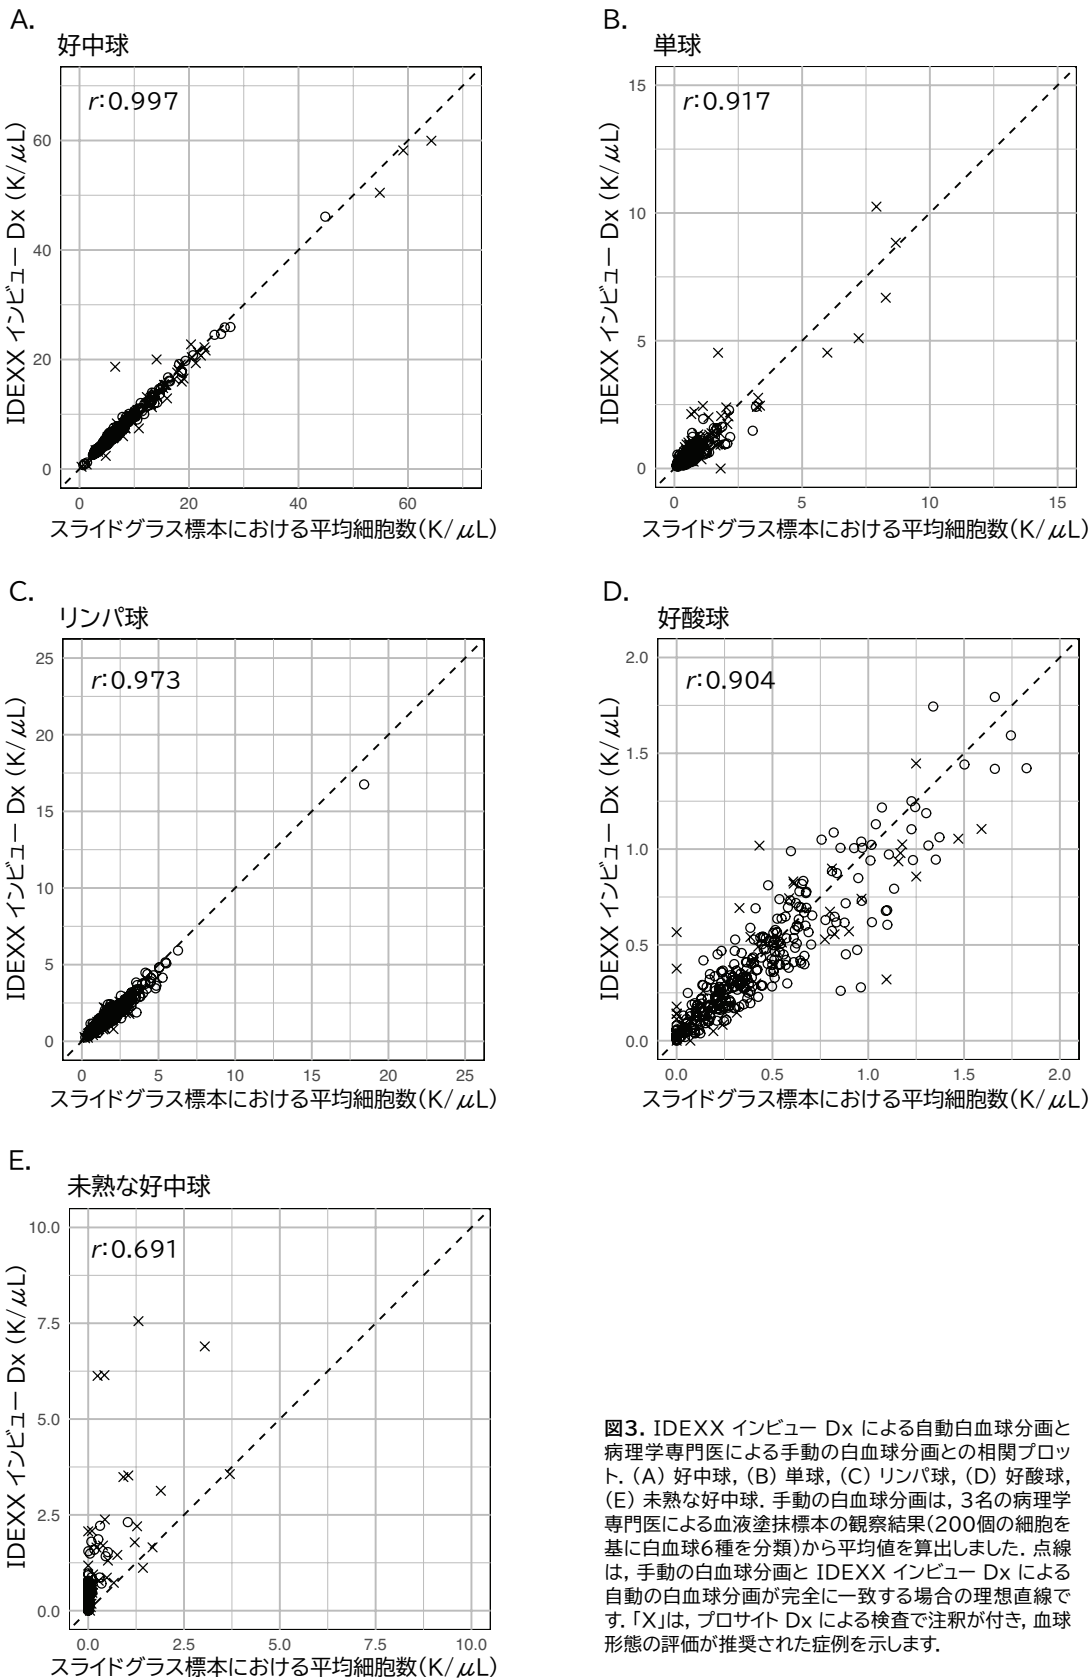 A.
好中球
r:0.997
60
40
20
0
0 20 40 60
IDEXX インビュー Dx (K/μL)
スライドグラス標本における平均細胞数(K/μL)
B.
単球
r:0.917
15
10
5
0
0 5 10 15
IDEXX インビュー Dx (K/μL)
スライドグラス標本における平均細胞数(K/μL)
C.
リンパ球
r:0.973
25
20
15
10
5
0
0 5 10 15 20 25
IDEXX インビュー Dx (K/μL)
スライドグラス標本における平均細胞数(K/μL)
D.
好酸球
r:0.904
2.0
1.5
1.0
0.5
0.0
0.0 0.5 1.0 1.5 2.0
IDEXX インビュー Dx (K/μL)
スライドグラス標本における平均細胞数(K/μL)
E.
未熟な好中球
r:0.691
10.0
7.5
5.0
2.5
0.0
0.0 2.5 5.0 7.5 10.0
IDEXX インビュー Dx (K/μL)
スライドグラス標本における平均細胞数(K/μL)
図3. IDEXX インビュー Dx による自動白血球分画と
病理学専門医による手動の白血球分画との相関プロッ
ト. (A) 好中球, (B) 単球, (C) リンパ球, (D) 好酸球,
(E) 未熟な好中球. 手動の白血球分画は, 3名の病理学
専門医による血液塗抹標本の観察結果(200個の細胞を
基に白血球6種を分類)から平均値を算出しました. 点線
は, 手動の白血球分画と IDEXX インビュー Dx による
自動の白血球分画が完全に一致する場合の理想直線で
す. 「X」は, プロサイト Dx による検査で注釈が付き, 血球
形態の評価が推奨された症例を示します.